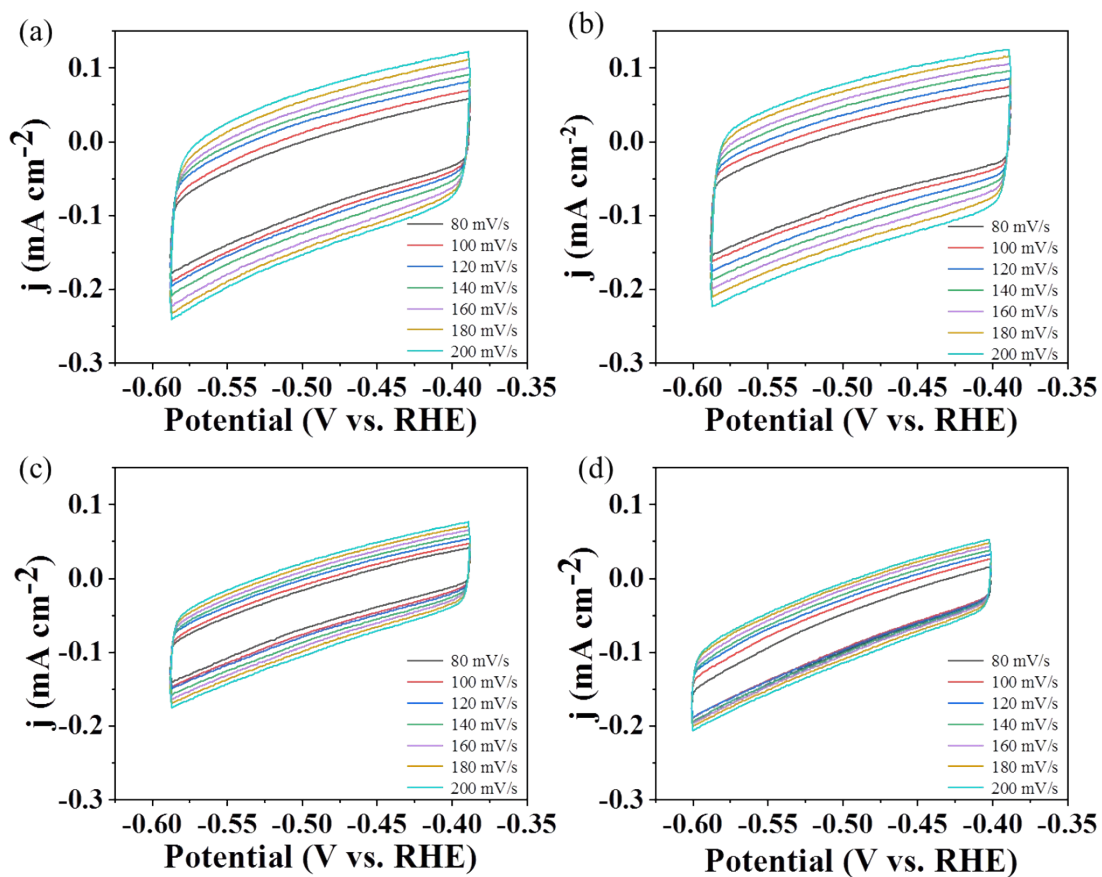 (a)
j (mA cm⁻²)
0.1
0.0
-0.1
-0.2
-0.3
80 mV/s
100 mV/s
120 mV/s
140 mV/s
160 mV/s
180 mV/s
200 mV/s
-0.60 -0.55 -0.50 -0.45 -0.40 -0.35
Potential (V vs. RHE)
(b)
j (mA cm⁻²)
0.1
0.0
-0.1
-0.2
-0.3
80 mV/s
100 mV/s
120 mV/s
140 mV/s
160 mV/s
180 mV/s
200 mV/s
-0.60 -0.55 -0.50 -0.45 -0.40 -0.35
Potential (V vs. RHE)
(c)
j (mA cm⁻²)
0.1
0.0
-0.1
-0.2
-0.3
80 mV/s
100 mV/s
120 mV/s
140 mV/s
160 mV/s
180 mV/s
200 mV/s
-0.60 -0.55 -0.50 -0.45 -0.40 -0.35
Potential (V vs. RHE)
(d)
j (mA cm⁻²)
0.1
0.0
-0.1
-0.2
-0.3
80 mV/s
100 mV/s
120 mV/s
140 mV/s
160 mV/s
180 mV/s
200 mV/s
-0.60 -0.55 -0.50 -0.45 -0.40 -0.35
Potential (V vs. RHE)